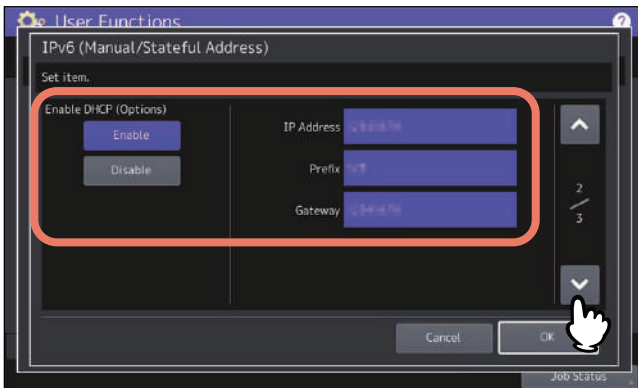 User Functions
?
IPv6 (Manual/Stateful Address)
Set item.
Enable DHCP (Options)
Enable
Disable
IP Address
Prefix
Gateway
2
3
Cancel
OK
Job Status